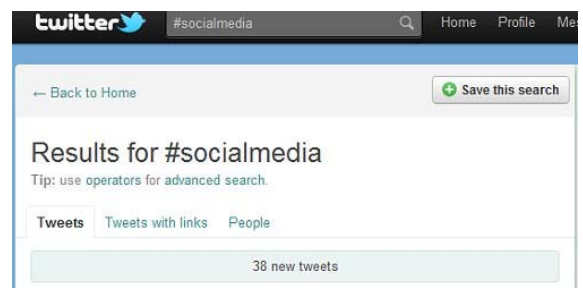 twitter #socialmedia Home Profile
← Back to Home Save this search
Results for #socialmedia
Tip: use operators for advanced search.
Tweets Tweets with links People
38 new tweets